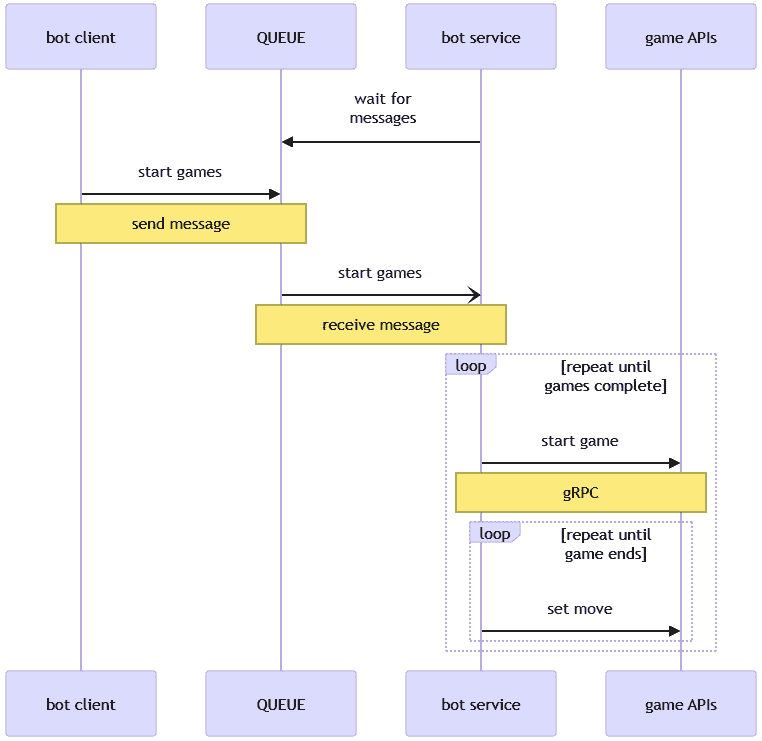 bot client
QUEUE
bot service
game APIs
wait for
messages
start games
send message
start games
receive message
loop
[repeat until
games complete]
start game
gRPC
loop
[repeat until
game ends]
set move
bot client
QUEUE
bot service
game APIs